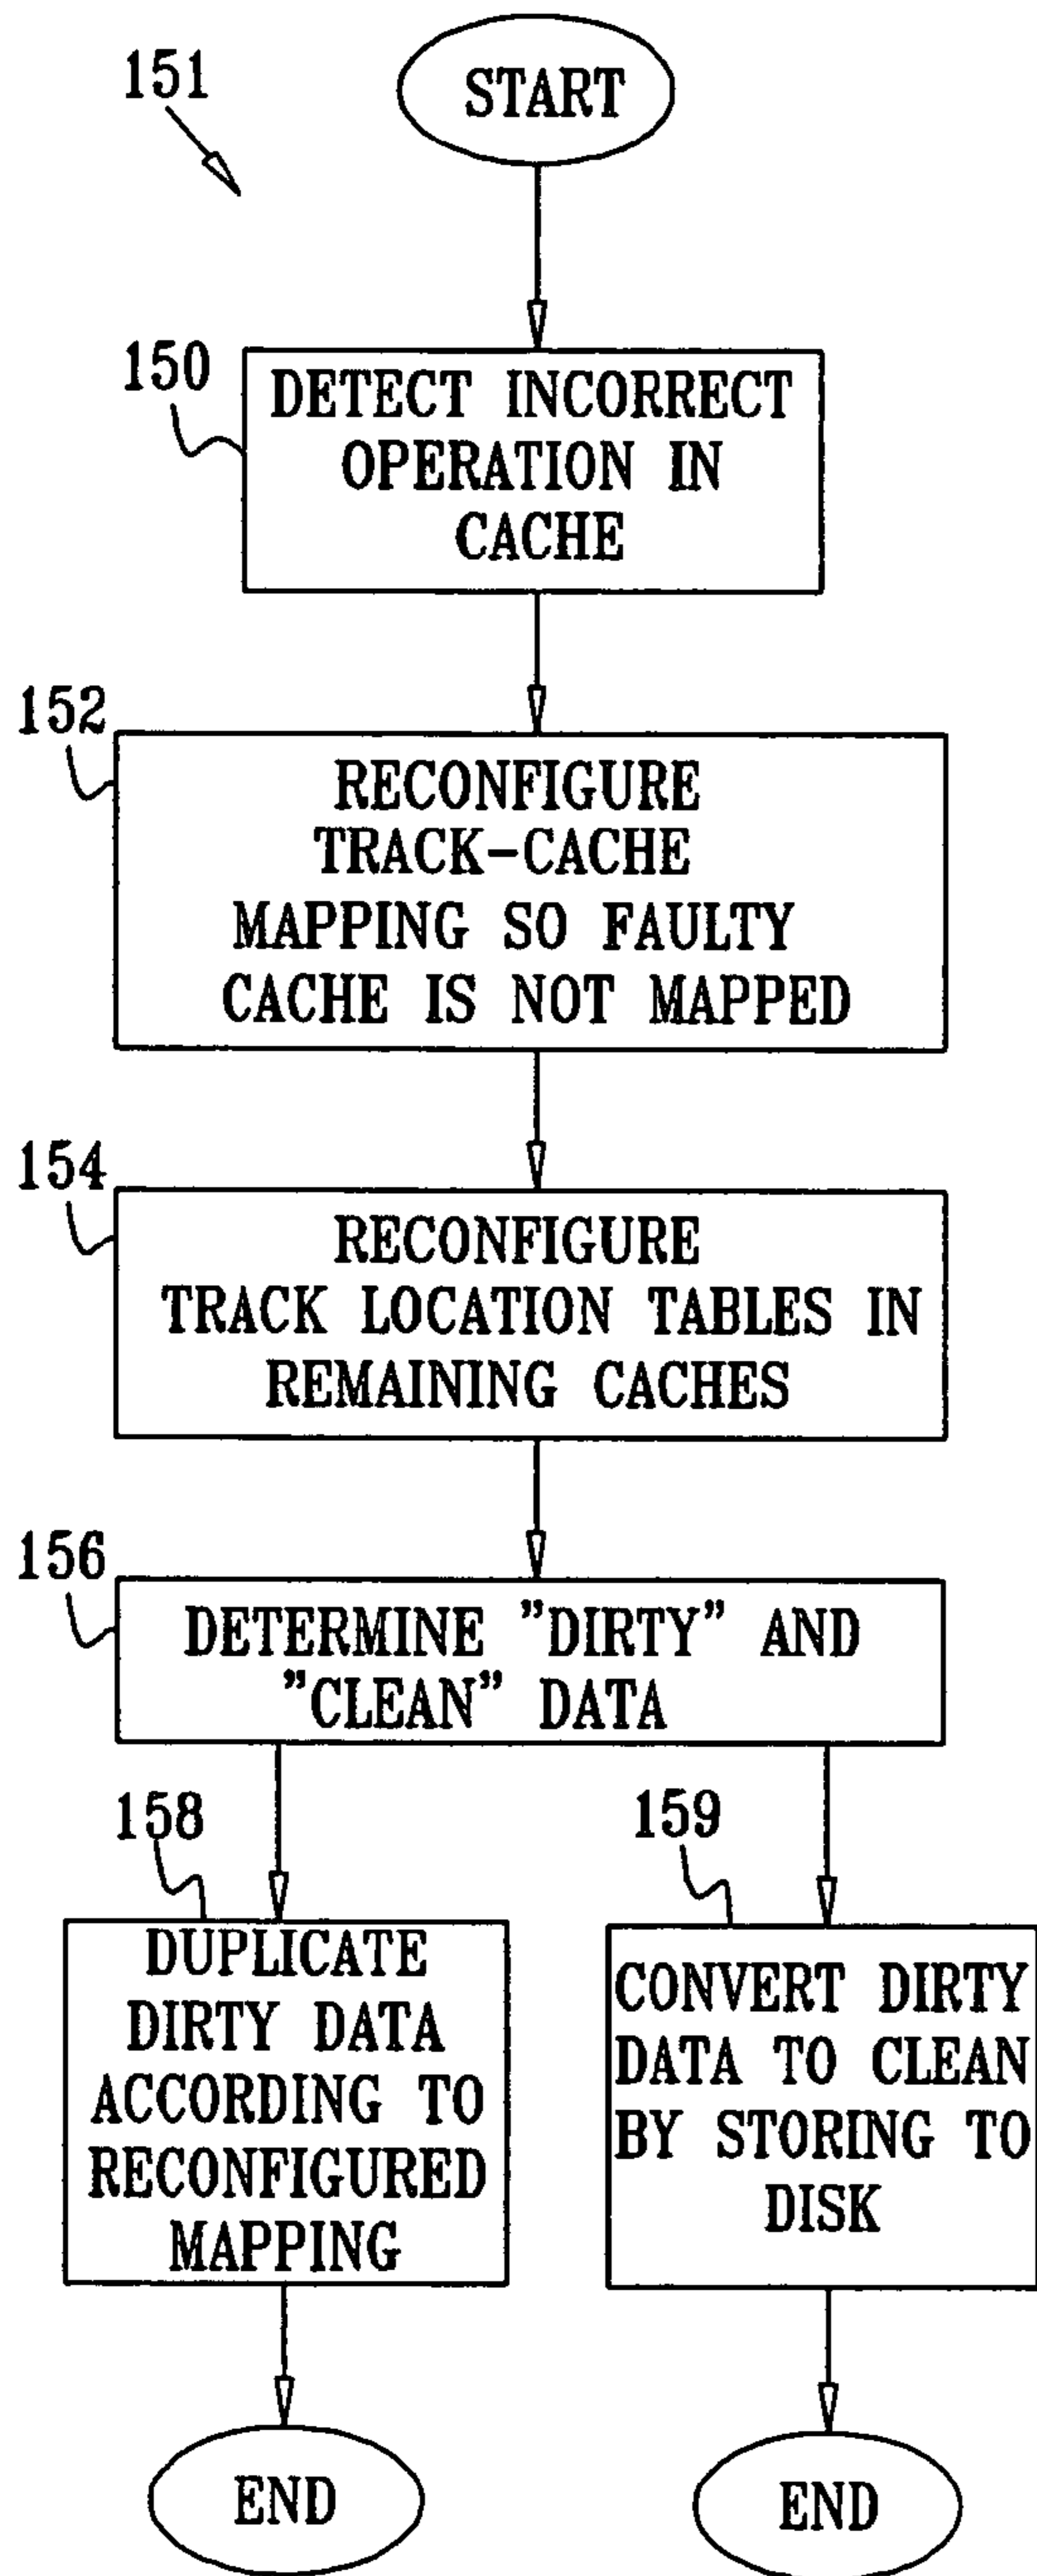 151
START
150
DETECT INCORRECT
OPERATION IN
CACHE
152
RECONFIGURE
TRACK-CACHE
MAPPING SO FAULTY
CACHE IS NOT MAPPED
154
RECONFIGURE
TRACK LOCATION TABLES IN
REMAINING CACHES
156
DETERMINE "DIRTY" AND
"CLEAN" DATA
158
DUPLICATE
DIRTY DATA
ACCORDING TO
RECONFIGURED
MAPPING
159
CONVERT DIRTY
DATA TO CLEAN
BY STORING TO
DISK
END
END